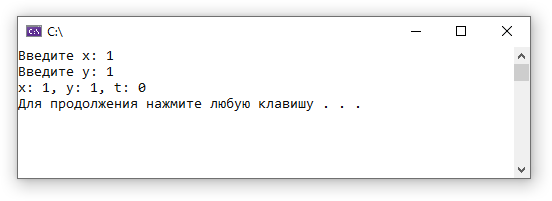 C:\
Введите x: 1
Введите y: 1
x: 1, y: 1, t: 0
Для продолжения нажмите любую клавишу . . .